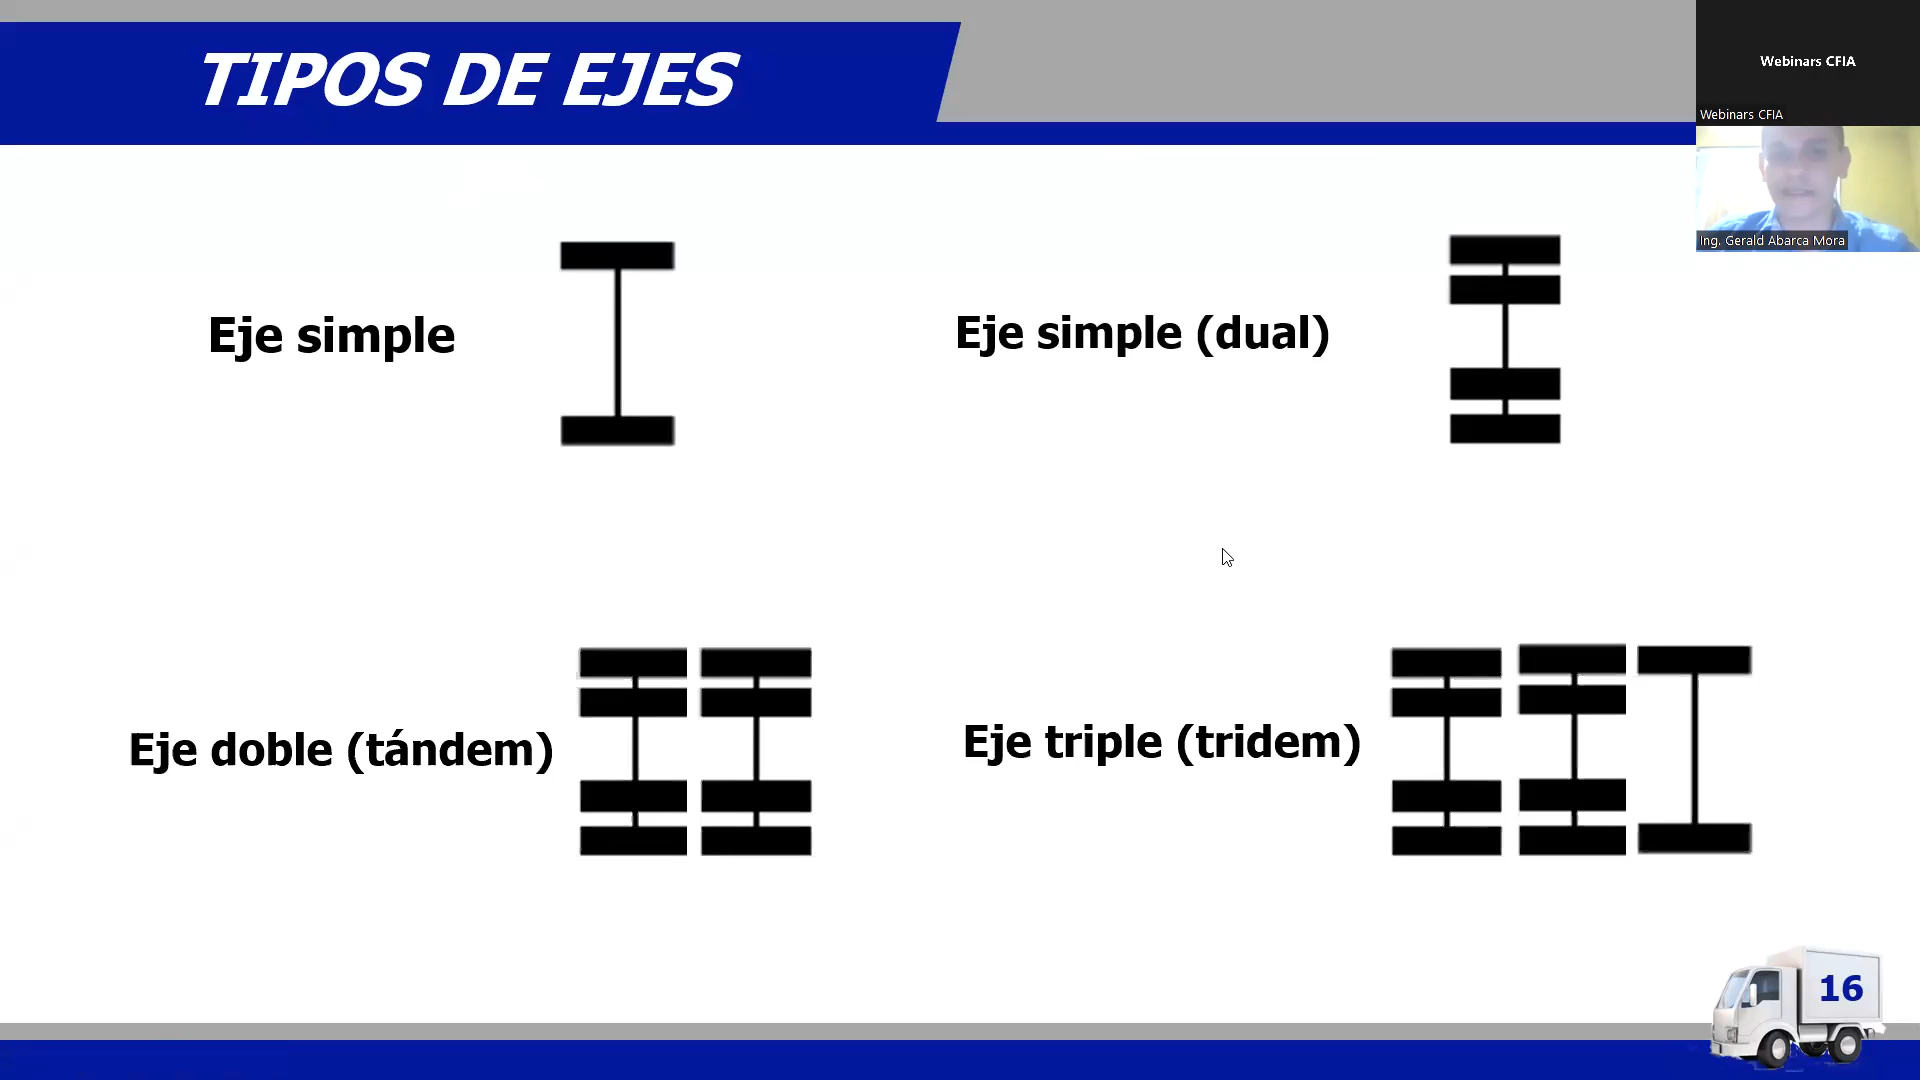 TIPOS DE EJES
Webinars CFIA
Webinars CFIA
Ing. Gerald Abarca Mora
Eje simple
Eje simple (dual)
Eje doble (tándem)
Eje triple (tridem)
16